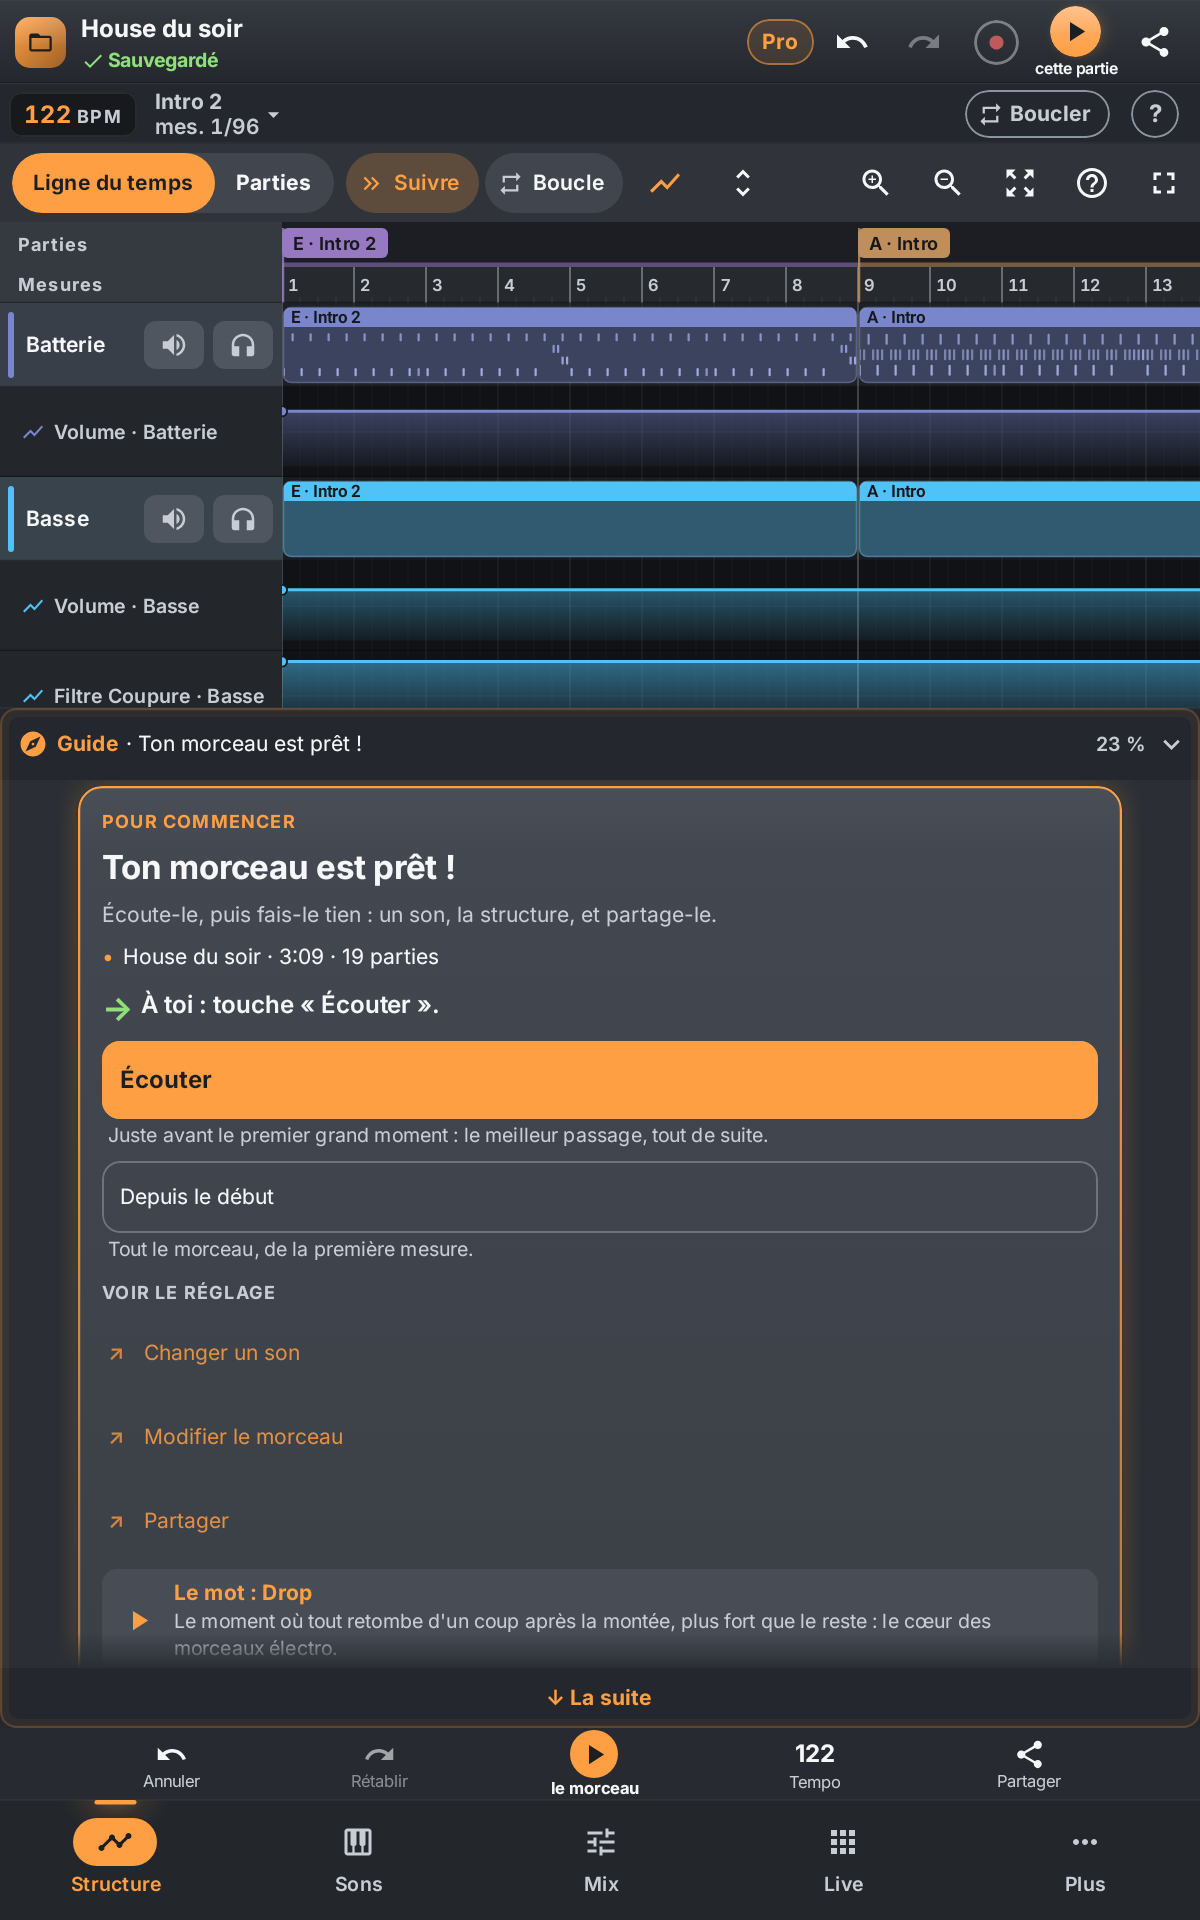 House du soir
Sauvegardé
Pro
cette partie
122 BPM
Intro 2
mes. 1/96
Boucler
?
Ligne du temps
Parties
Suivre
Boucle
Parties
E · Intro 2
A · Intro
Mesures
1 2 3 4 5 6 7 8 9 10 11 12 13
Batterie
E · Intro 2
A · Intro
Volume · Batterie
Basse
E · Intro 2
A · Intro
Volume · Basse
Filtre Coupure · Basse
Guide · Ton morceau est prêt !
23 %
POUR COMMENCER
Ton morceau est prêt !
Écoute-le, puis fais-le tien : un son, la structure, et partage-le.
• House du soir · 3:09 · 19 parties
→ À toi : touche « Écouter ».
Écouter
Juste avant le premier grand moment : le meilleur passage, tout de suite.
Depuis le début
Tout le morceau, de la première mesure.
VOIR LE RÉGLAGE
Changer un son
Modifier le morceau
Partager
Le mot : Drop
Le moment où tout retombe d'un coup après la montée, plus fort que le reste : le cœur des
morceaux électro.
↓ La suite
Annuler
Rétablir
le morceau
122
Tempo
Partager
Structure
Sons
Mix
Live
Plus